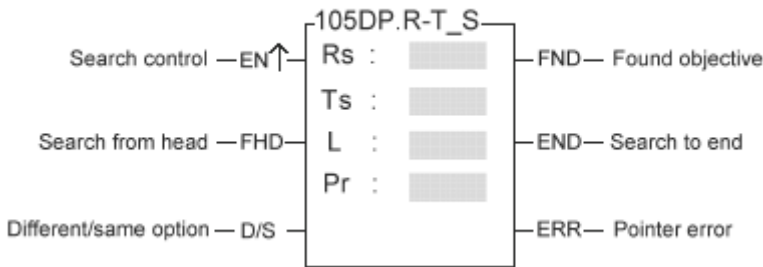 105DP.R-T_S
Search control EN↑ Rs : FND Found objective
Ts :
Search from head FHD L : END Search to end
Pr :
Different/same option D/S ERR Pointer error